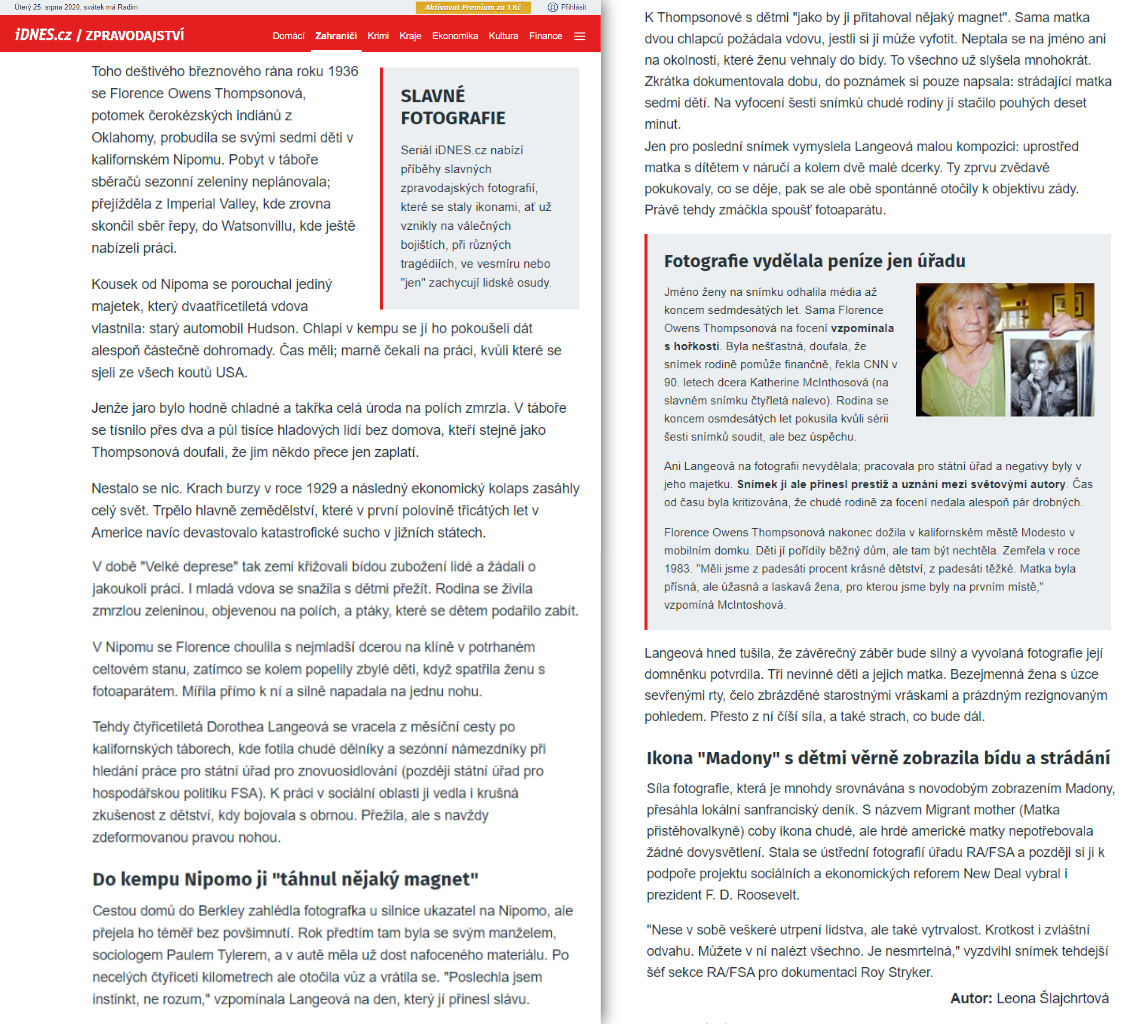 Úterý 25. srpna 2020, svátek má Radim
Aktivovat Premium za 1 Kč
Přihlásit
iDNES.cz / ZPRAVODAJSTVÍ
Domácí Zahraničí Krimi Kraje Ekonomika Kultura Finance
Toho deštivého březnového rána roku 1936
se Florence Owens Thompsonová,
potomek čerokézských indiánů z
Oklahomy, probudila se svými sedmi dětí v
kalifornském Nipomu. Pobyt v táboře
sběračů sezonní zeleniny neplánovala;
přejížděla z Imperial Valley, kde zrovna
skončil sběr řepy, do Watsonvillu, kde ještě
nabízeli práci.
SLAVNÉ
FOTOGRAFIE
Seriál iDNES.cz nabízí
příběhy slavných
zpravodajských fotografií,
které se staly ikonami, ať už
vznikly na válečných
bojištích, při různých
tragédiích, ve vesmíru nebo
"jen" zachycují lidské osudy.
Kousek od Nipoma se porouchal jediný
majetek, který dvaatřicetiletá vdova
vlastnila: starý automobil Hudson. Chlapi v kempu se jí ho pokoušeli dát
alespoň částečně dohromady. Čas měli; marně čekali na práci, kvůli které se
sjeli ze všech koutů USA.
Jenže jaro bylo hodně chladné a takřka celá úroda na polích zmrzla. V táboře
se tísnilo přes dva a půl tisíce hladových lidí bez domova, kteří stejně jako
Thompsonová doufali, že jim někdo přece jen zaplatí.
Nestalo se nic. Krach burzy v roce 1929 a následný ekonomický kolaps zasáhly
celý svět. Trpělo hlavně zemědělství, které v první polovině třicátých let v
Americe navíc devastovalo katastrofické sucho v jižních státech.
V době "Velké deprese" tak zemi křižovali bídou zubožení lidé a žádali o
jakoukoli práci. I mladá vdova se snažila s dětmi přežít. Rodina se živila
zmrzlou zeleninou, objevenou na polích, a ptáky, které se dětem podařilo zabít.
V Nipomu se Florence choulila s nejmladší dcerou na klíně v potrhaném
celtovém stanu, zatímco se kolem popelily zbylé děti, když spatřila ženu s
fotoaparátem. Mířila přímo k ní a silně napadala na jednu nohu.
Tehdy čtyřicetiletá Dorothea Langeová se vracela z měsíční cesty po
kalifornských táborech, kde fotila chudé dělníky a sezónní námezdníky při
hledání práce pro státní úřad pro znovuosidlování (později státní úřad pro
hospodářskou politiku FSA). K práci v sociální oblasti ji vedla i krušná
zkušenost z dětství, kdy bojovala s obrnou. Přežila, ale s navždy
zdeformovanou pravou nohou.
Do kempu Nipomo ji "táhnul nějaký magnet"
Cestou domů do Berkley zahlédla fotografka u silnice ukazatel na Nipomo, ale
přejela ho téměř bez povšimnutí. Rok předtím tam byla se svým manželem,
sociologem Paulem Tylerem, a v autě měla už dost nafoceného materiálu. Po
necelých čtyřiceti kilometrech ale otočila vůz a vrátila se. "Poslechla jsem
instinkt, ne rozum," vzpomínala Langeová na den, který jí přinesl slávu.
K Thompsonové s dětmi "jako by ji přitahoval nějaký magnet". Sama matka
dvou chlapců požádala vdovu, jestli si ji může vyfotit. Neptala se na jméno ani
na okolnosti, které ženu vehnaly do bídy. To všechno už slyšela mnohokrát.
Zkrátka dokumentovala dobu, do poznámek si pouze napsala: strádající matka
sedmi dětí. Na vyfocení šesti snímků chudé rodiny jí stačilo pouhých deset
minut.
Jen pro poslední snímek vymyslela Langeová malou kompozici: uprostřed
matka s dítětem v náručí a kolem dvě malé dcerky. Ty zprvu zvědavě
pokukovaly, co se děje, pak se ale obě spontánně otočily k objektivu zády.
Právě tehdy zmáčkla spoušť fotoaparátu.
Fotografie vydělala peníze jen úřadu
Jméno ženy na snímku odhalila média až
koncem sedmdesátých let. Sama Florence
Owens Thompsonová na focení vzpomínala
s hořkostí. Byla nešťastná, doufala, že
snímek rodině pomůže finančně, řekla CNN v
90. letech dcera Katherine McInthosová (na
slavném snímku čtyřletá nalevo). Rodina se
koncem osmdesátých let pokusila kvůli sérii
šesti snímků soudit, ale bez úspěchu.
Ani Langeová na fotografii nevydělala; pracovala pro státní úřad a negativy byly v
jeho majetku. Snímek jí ale přinesl prestiž a uznání mezi světovými autory. Čas
od času byla kritizována, že chudé rodině za focení nedala alespoň pár drobných.
Florence Owens Thompsonová nakonec dožila v kalifornském městě Modesto v
mobilním domku. Děti jí pořídily běžný dům, ale tam být nechtěla. Zemřela v roce
1983. "Měli jsme z padesáti procent krásné dětství, z padesáti těžké. Matka byla
přísná, ale úžasná a laskavá žena, pro kterou jsme byly na prvním místě,"
vzpomíná McIntoshová.
Langeová hned tušila, že závěrečný záběr bude silný a vyvolaná fotografie její
domněnku potvrdila. Tři nevinné děti a jejich matka. Bezejmenná žena s úzce
sevřenými rty, čelo zbrázděné starostnými vráskami a prázdným rezignovaným
pohledem. Přesto z ní číší síla, a také strach, co bude dál.
Ikona "Madony" s dětmi věrně zobrazila bídu a strádání
Síla fotografie, která je mnohdy srovnávána s novodobým zobrazením Madony,
přesáhla lokální sanfranciský deník. S názvem Migrant mother (Matka
přistěhovalkyně) coby ikona chudé, ale hrdé americké matky nepotřebovala
žádné dovysvětlení. Stala se ústřední fotografií úřadu RA/FSA a později si ji k
podpoře projektu sociálních a ekonomických reforem New Deal vybral i
prezident F. D. Roosevelt.
"Nese v sobě veškeré utrpení lidstva, ale také vytrvalost. Krotkost i zvláštní
odvahu. Můžete v ní nalézt všechno. Je nesmrtelná," vyzdvihl snímek tehdejší
šéf sekce RA/FSA pro dokumentaci Roy Stryker.
Autor: Leona Šlajchrtová